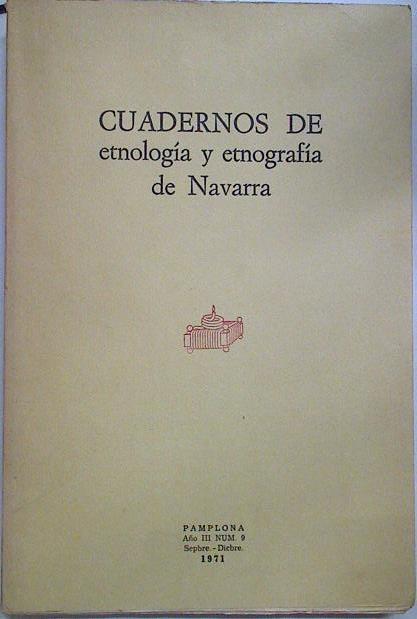 CUADERNOS DE
etnología y etnografía
de Navarra
PAMPLONA
Año III NUM. 9
Sepbre. - Dicbre.
1971